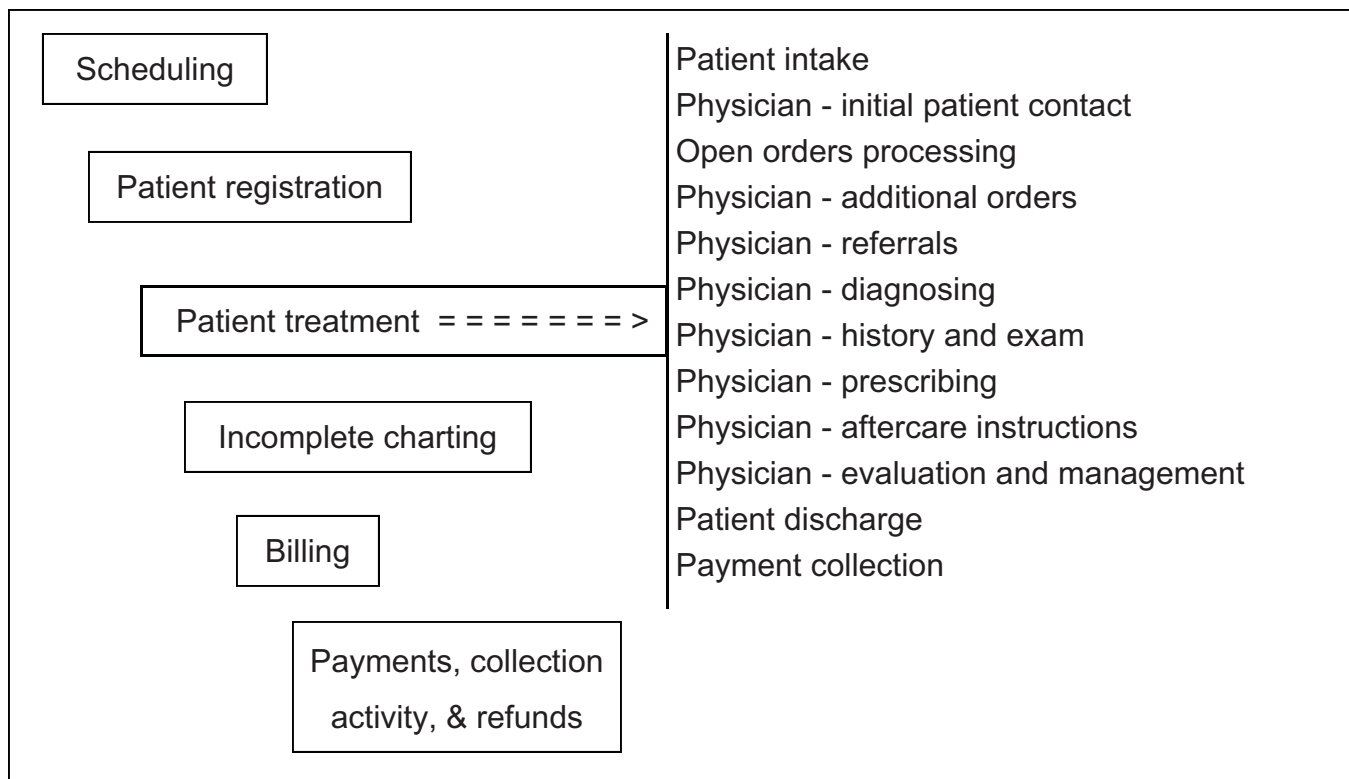 Scheduling
Patient registration
Patient treatment = = = = = = = >
Incomplete charting
Billing
Payments, collection
activity, & refunds
Patient intake
Physician - initial patient contact
Open orders processing
Physician - additional orders
Physician - referrals
Physician - diagnosing
Physician - history and exam
Physician - prescribing
Physician - aftercare instructions
Physician - evaluation and management
Patient discharge
Payment collection